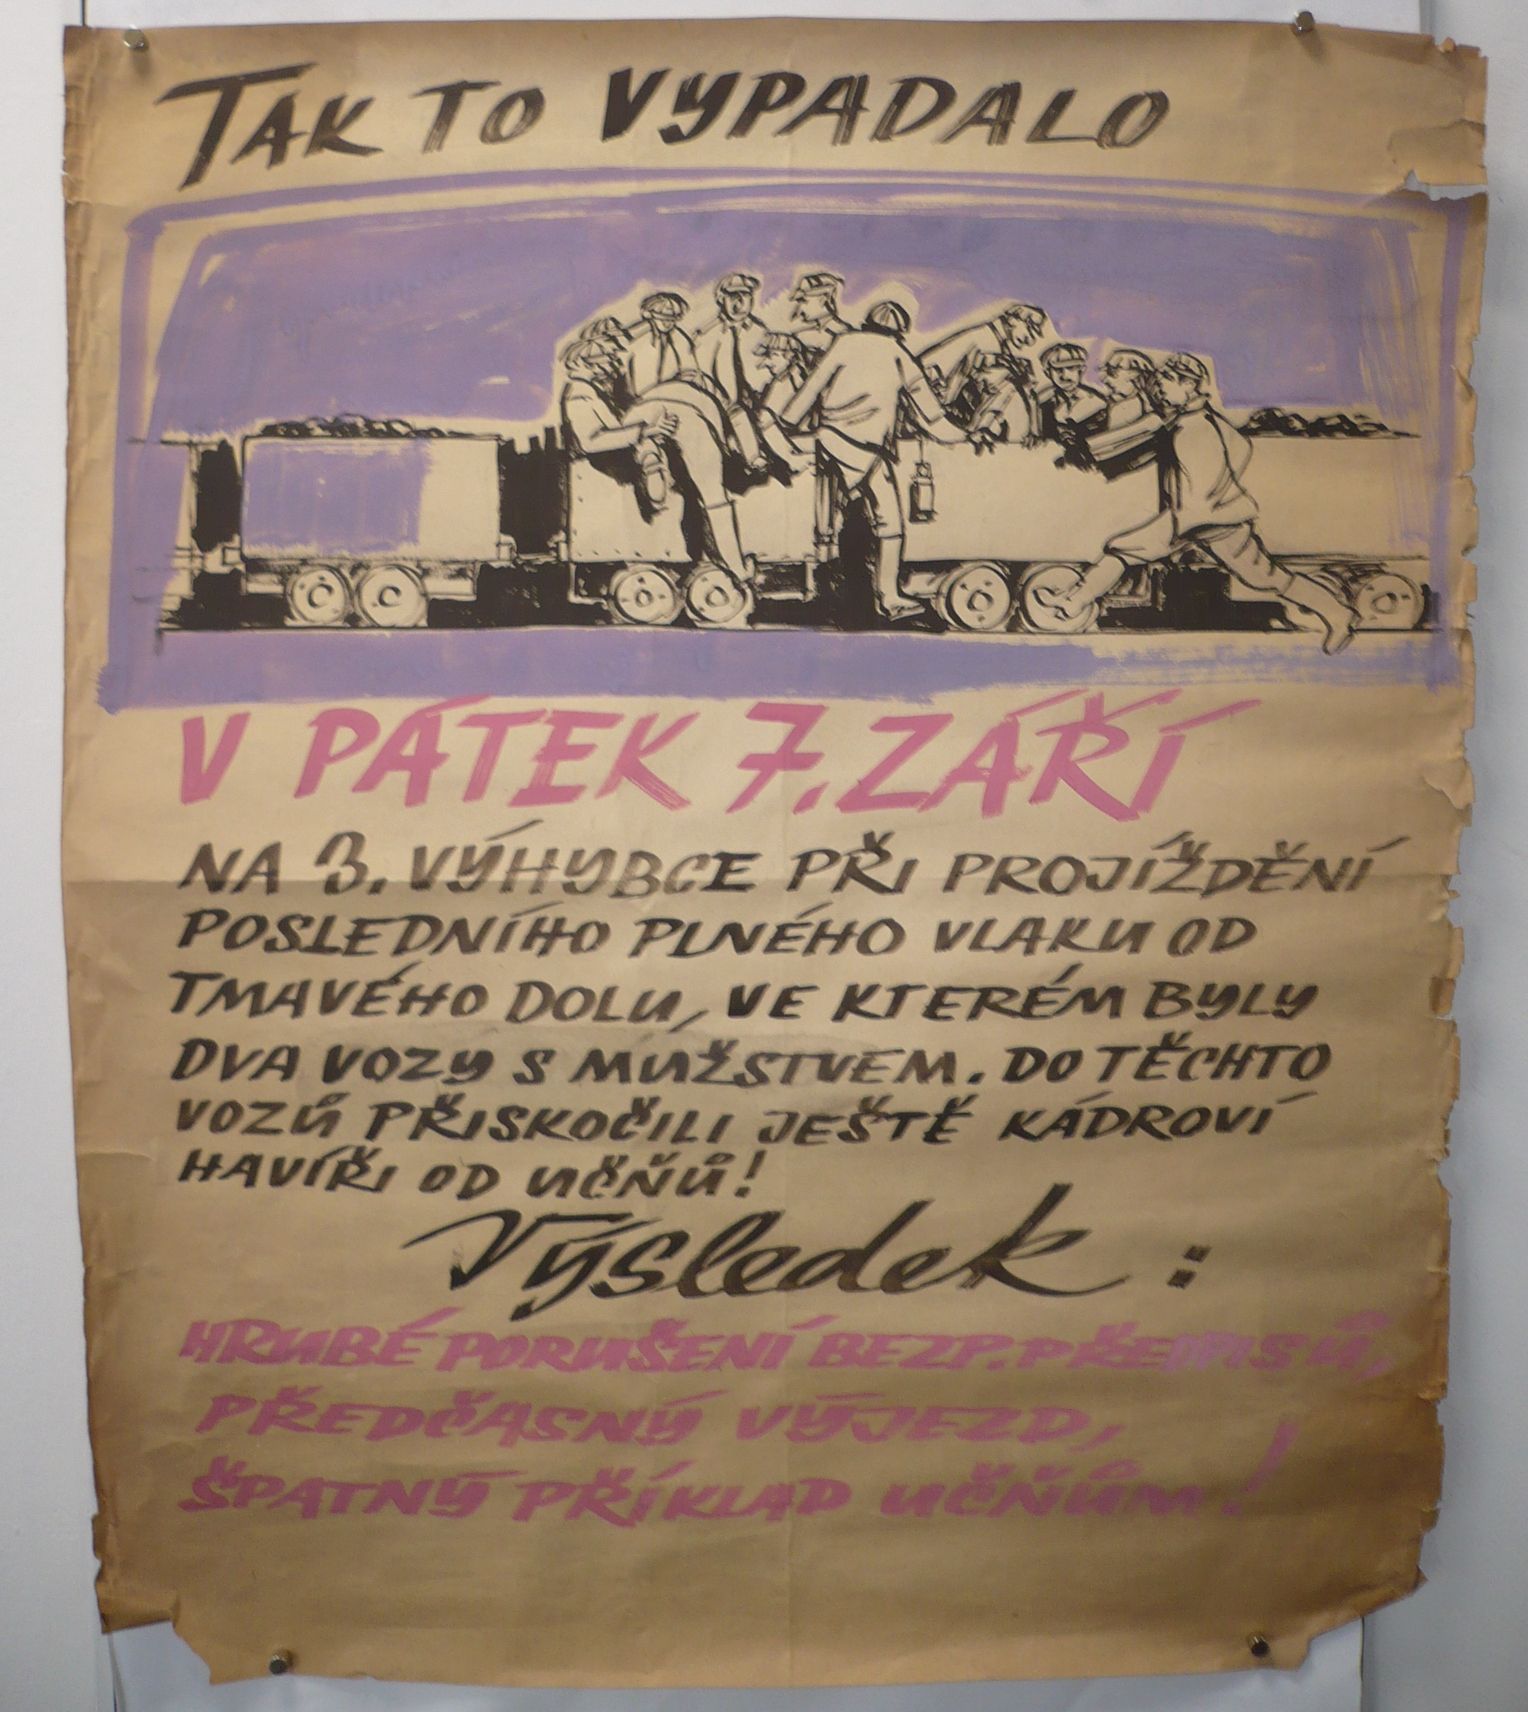 TAK TO VYPADALO
V PÁTEK 7. ZÁŘÍ
NA 3. VÝHYBCE PŘI PROJÍŽDĚNÍ
POSLEDNÍHO PLNÉHO VLAKU OD
TMAVÉHO DOLU, VE KTERÉM BYLY
DVA VOZY S MUŽSTVEM. DO TĚCHTO
VOZŮ PŘISKOČILI JEŠTĚ KÁDROVÍ
HAVÍŘI OD UČŇŮ!
Výsledek :
HRUBÉ PORUŠENÍ BEZP. PŘEDPISŮ,
PŘEDČASNÝ VÝJEZD,
ŠPATNÝ PŘÍKLAD UČŇŮM!